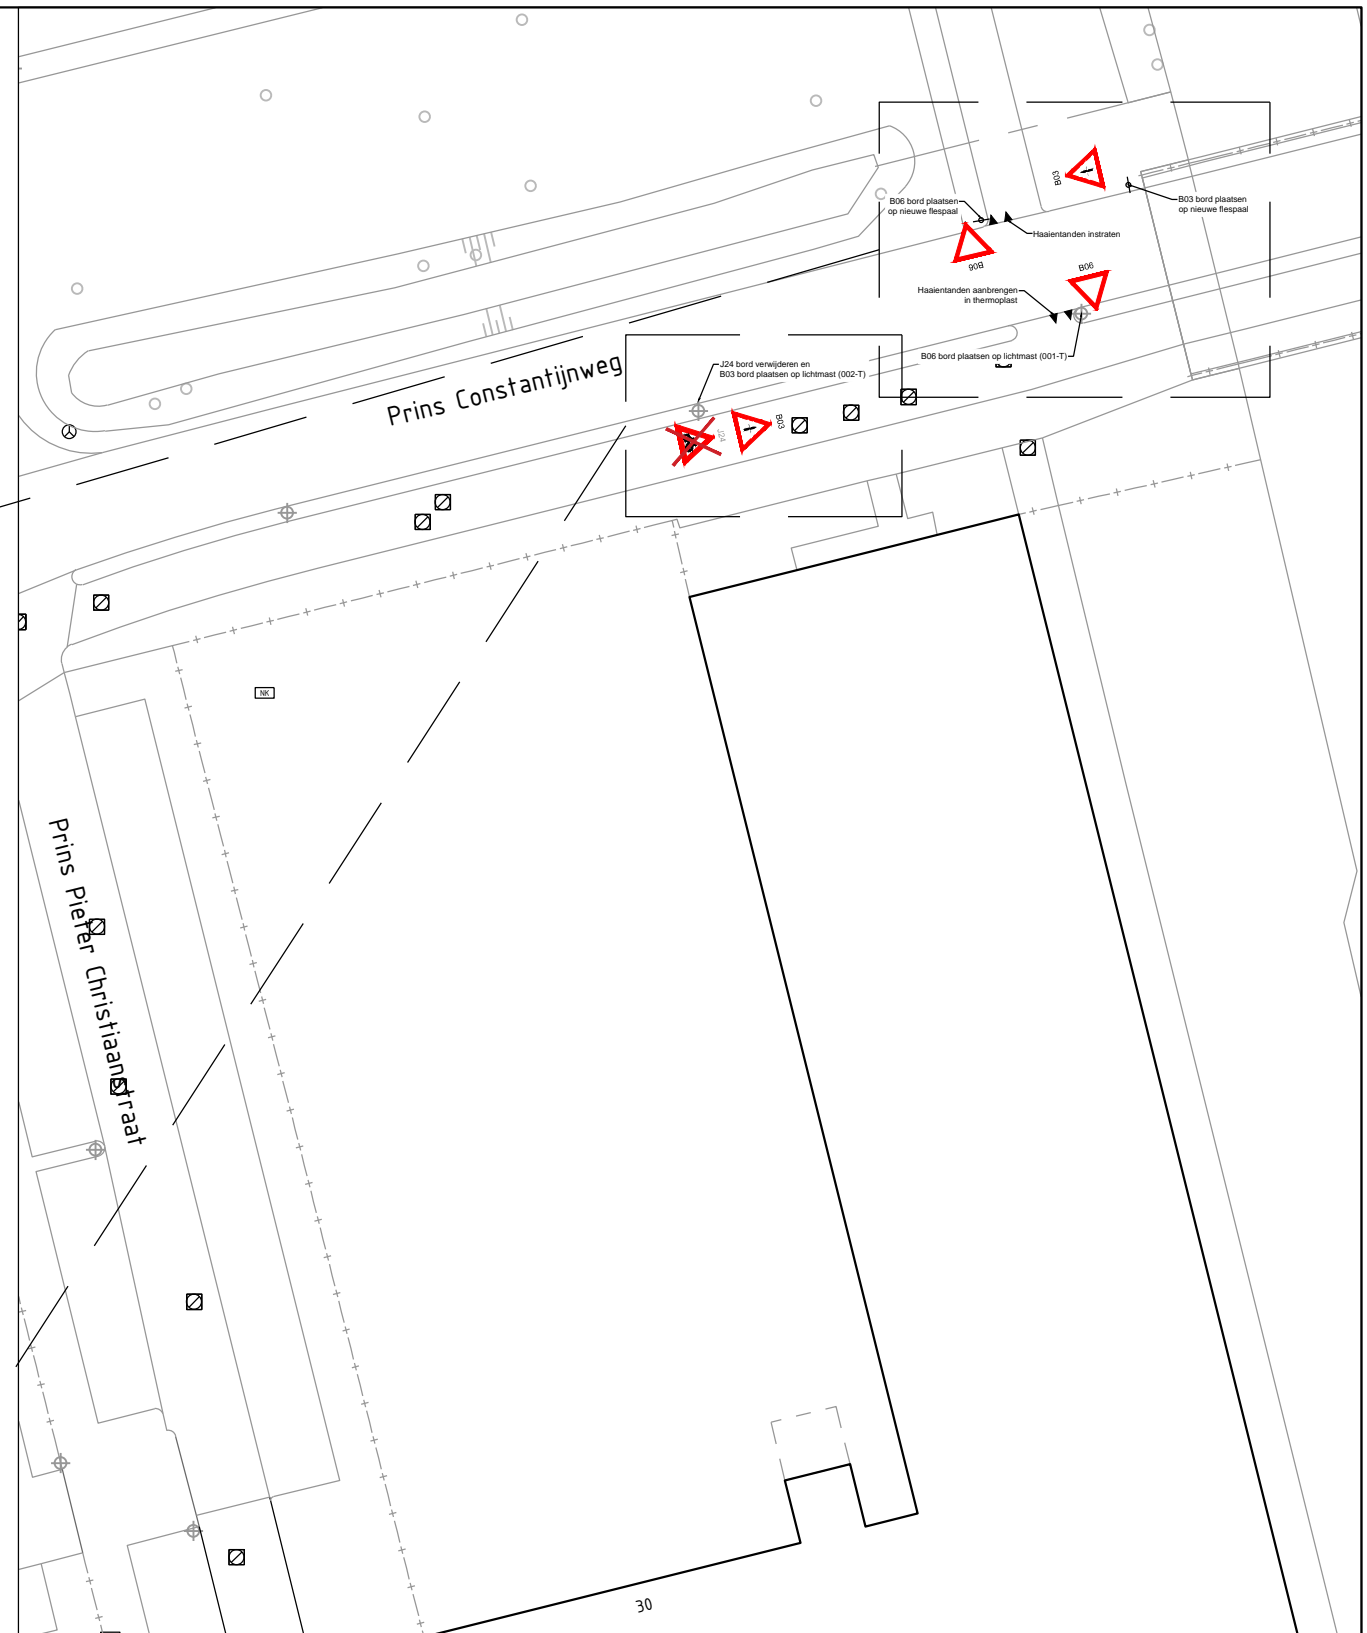 B03
B06 bord plaatsen
op nieuwe flespaal
B03 bord plaatsen
op nieuwe flespaal
Haaientanden instraten
B06
B06
Haaientanden aanbrengen
in thermoplast
B06 bord plaatsen op lichtmast (001-T)
J24 bord verwijderen en
B03 bord plaatsen op lichtmast (002-T)
Prins Constantijnweg
B03
J24
NK
Prins Pieter Christiaanstraat
30